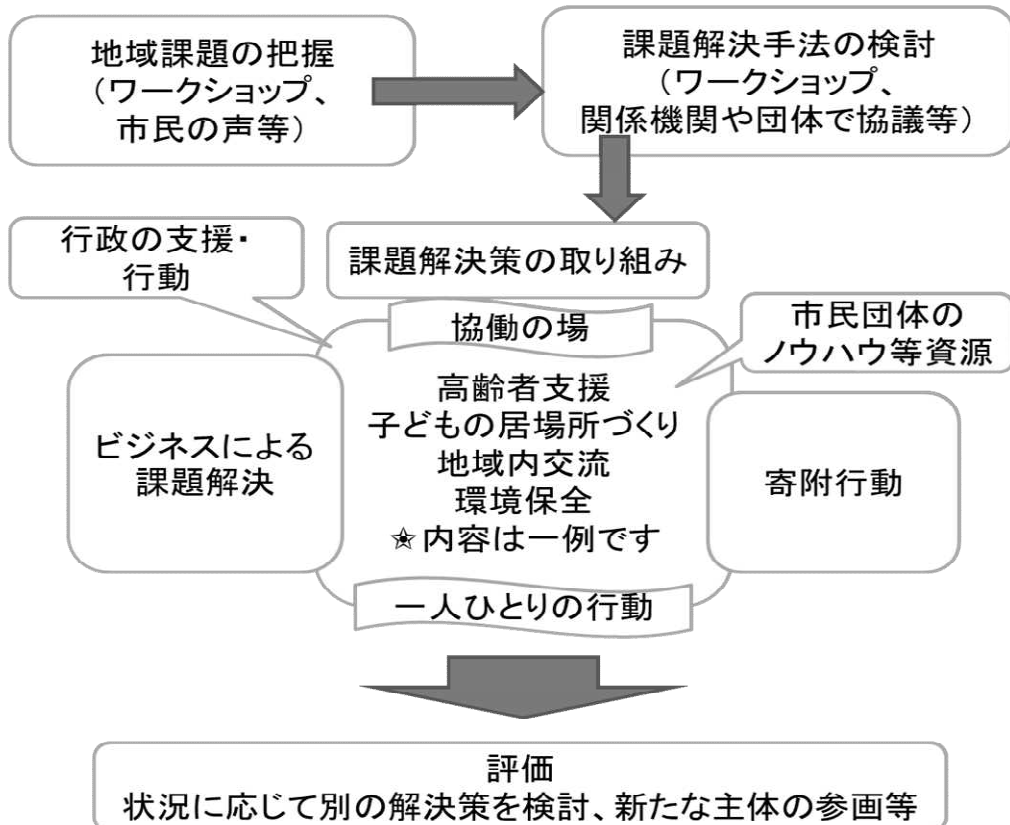 地域課題の把握
（ワークショップ、
市民の声等）
課題解決手法の検討
（ワークショップ、
関係機関や団体で協議等）
行政の支援・
行動
課題解決策の取り組み
協働の場
市民団体の
ノウハウ等資源
高齢者支援
子どもの居場所づくり
地域内交流
環境保全
✬内容は一例です
ビジネスによる
課題解決
寄附行動
一人ひとりの行動
評価
状況に応じて別の解決策を検討、新たな主体の参画等